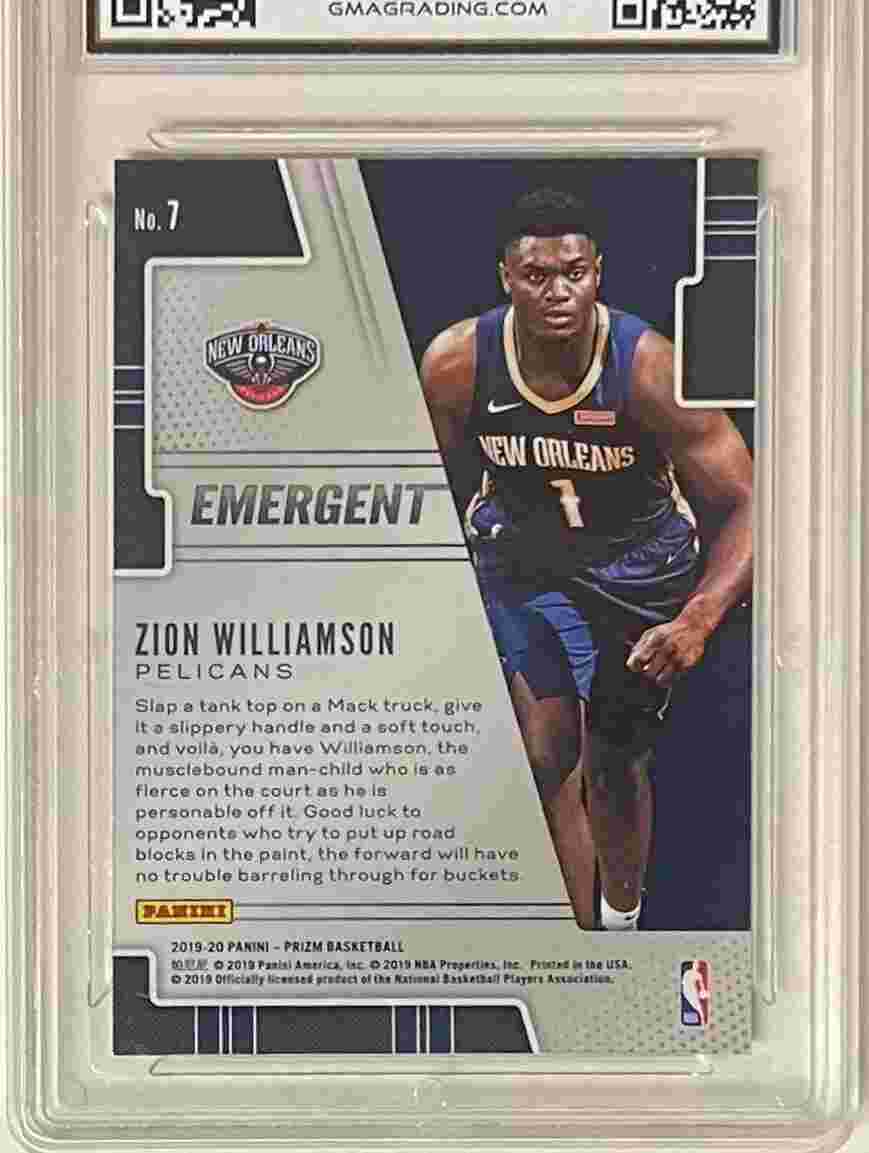 GMAGRADING.COM
No. 7
NEW ORLEANS
PELICANS
NEW ORLEANS
1
EMERGENT
ZION WILLIAMSON
PELICANS
Slap a tank top on a Mack truck, give
it a slippery handle and a soft touch,
and voilà, you have Williamson, the
musclebound man-child who is as
fierce on the court as he is
personable off it. Good luck to
opponents who try to put up road
blocks in the paint, the forward will have
no trouble barreling through for buckets.
PANINI
2019-20 PANINI – PRIZM BASKETBALL
© 2019 Panini America, Inc. © 2019 NBA Properties, Inc. Printed in the USA.
© 2019 Officially licensed product of the National Basketball Players Association.